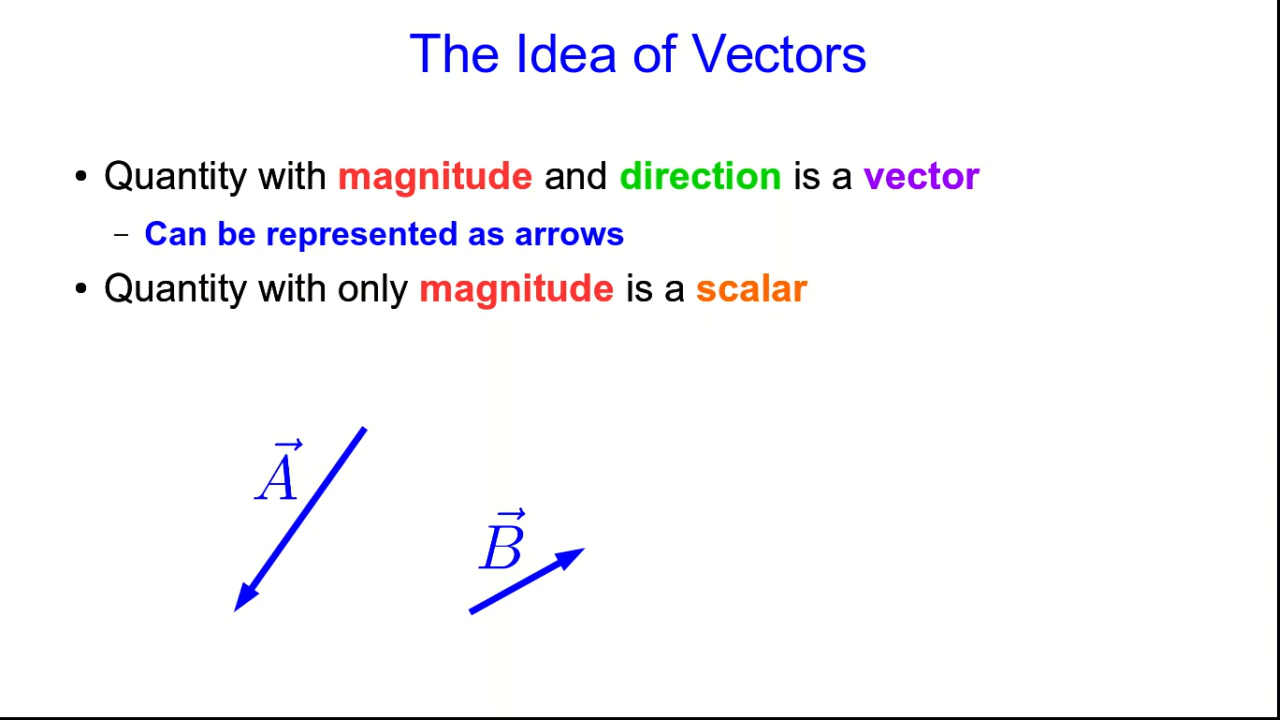 The Idea of Vectors
• Quantity with magnitude and direction is a vector
– Can be represented as arrows
• Quantity with only magnitude is a scalar
A⃗
B⃗